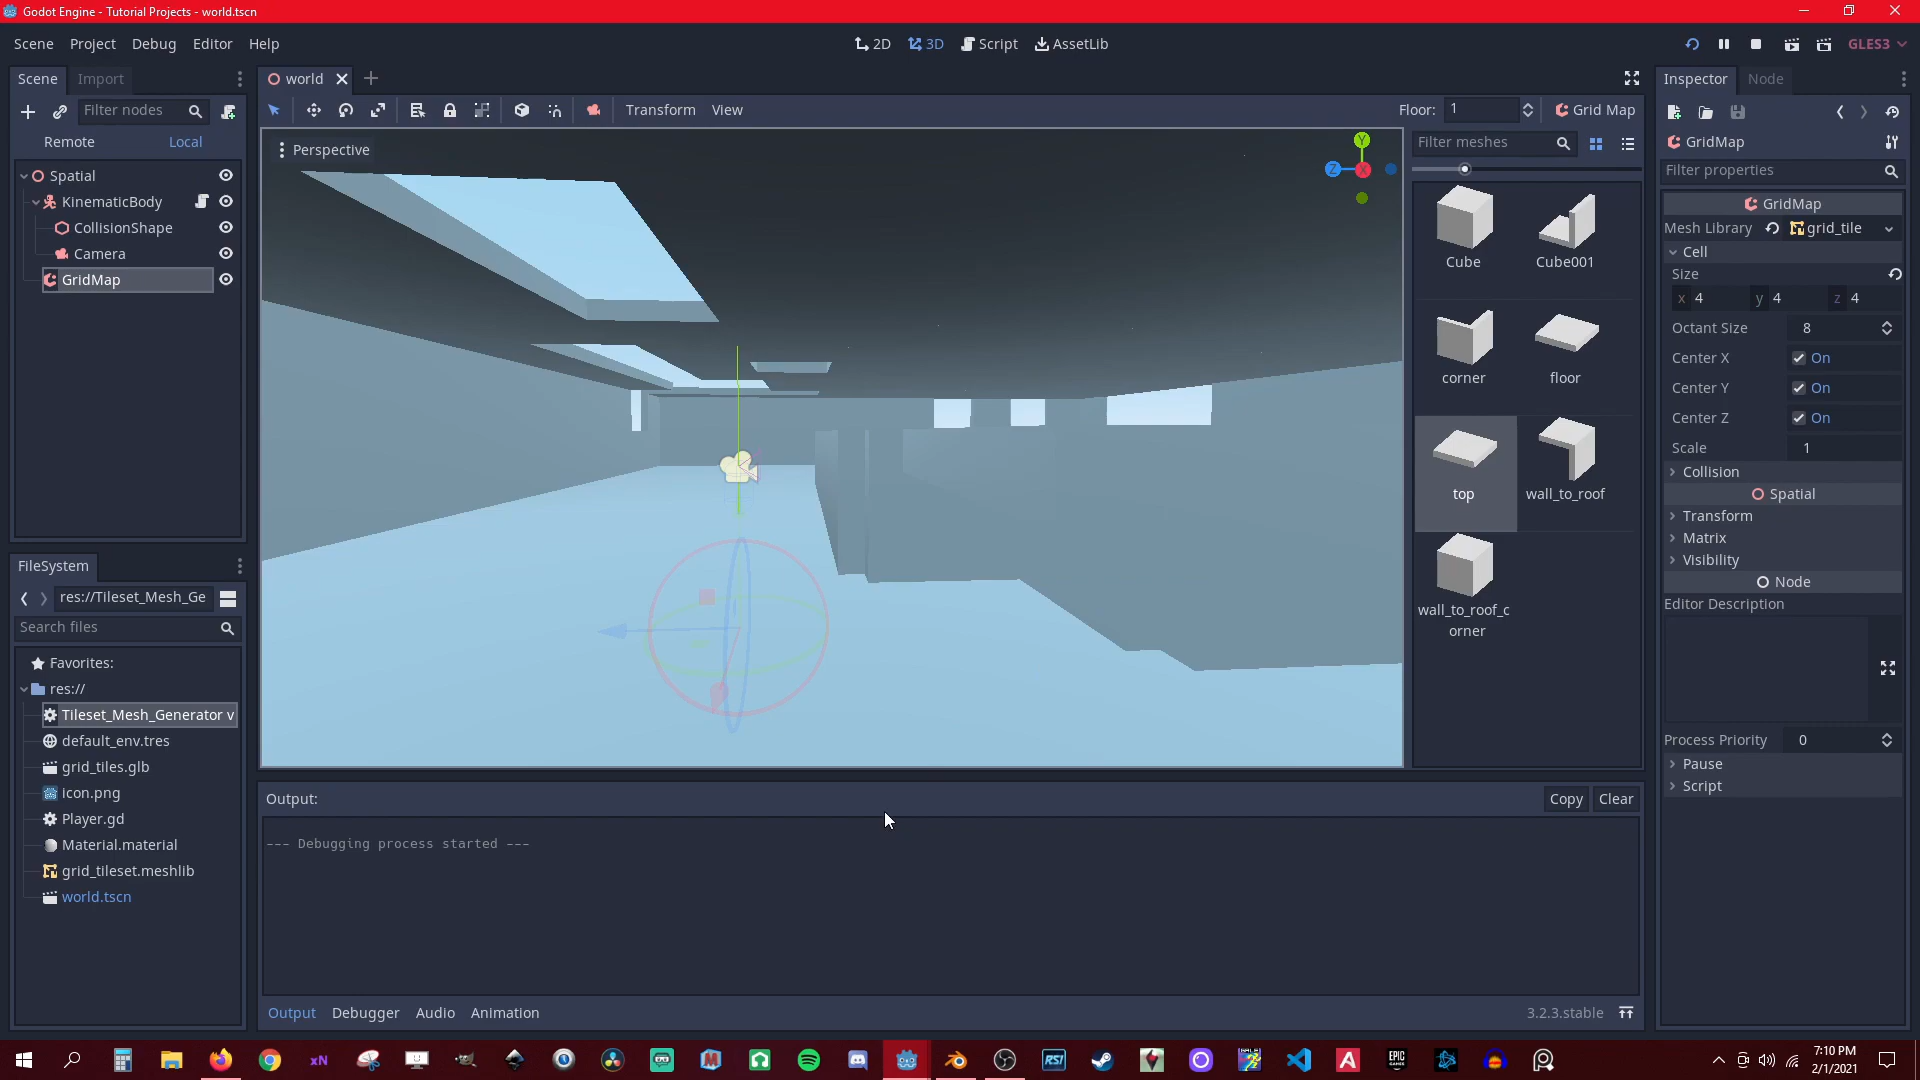 Godot Engine - Tutorial Projects - world.tscn
Scene Project Debug Editor Help
2D 3D Script AssetLib
GLES3
Scene Import
Filter nodes
Remote Local
Spatial
KinematicBody
CollisionShape
Camera
GridMap
FileSystem
res://Tileset_Mesh_Ge
Search files
Favorites:
res://
Tileset_Mesh_Generator v
default_env.tres
grid_tiles.glb
icon.png
Player.gd
Material.material
grid_tileset.meshlib
world.tscn
world
Transform View
Floor: 1 Grid Map
Perspective
Y
Z X
Filter meshes
Cube Cube001
corner floor
top wall_to_roof
wall_to_roof_c
orner
Output:
Copy Clear
--- Debugging process started ---
Output Debugger Audio Animation
3.2.3.stable
Inspector Node
GridMap
Filter properties
GridMap
Mesh Library grid_tile
Cell
Size
x 4 y 4 z 4
Octant Size 8
Center X On
Center Y On
Center Z On
Scale 1
Collision
Spatial
Transform
Matrix
Visibility
Node
Editor Description
Process Priority 0
Pause
Script
xN
RSI
EPIC
GAMES
7:10 PM
2/1/2021